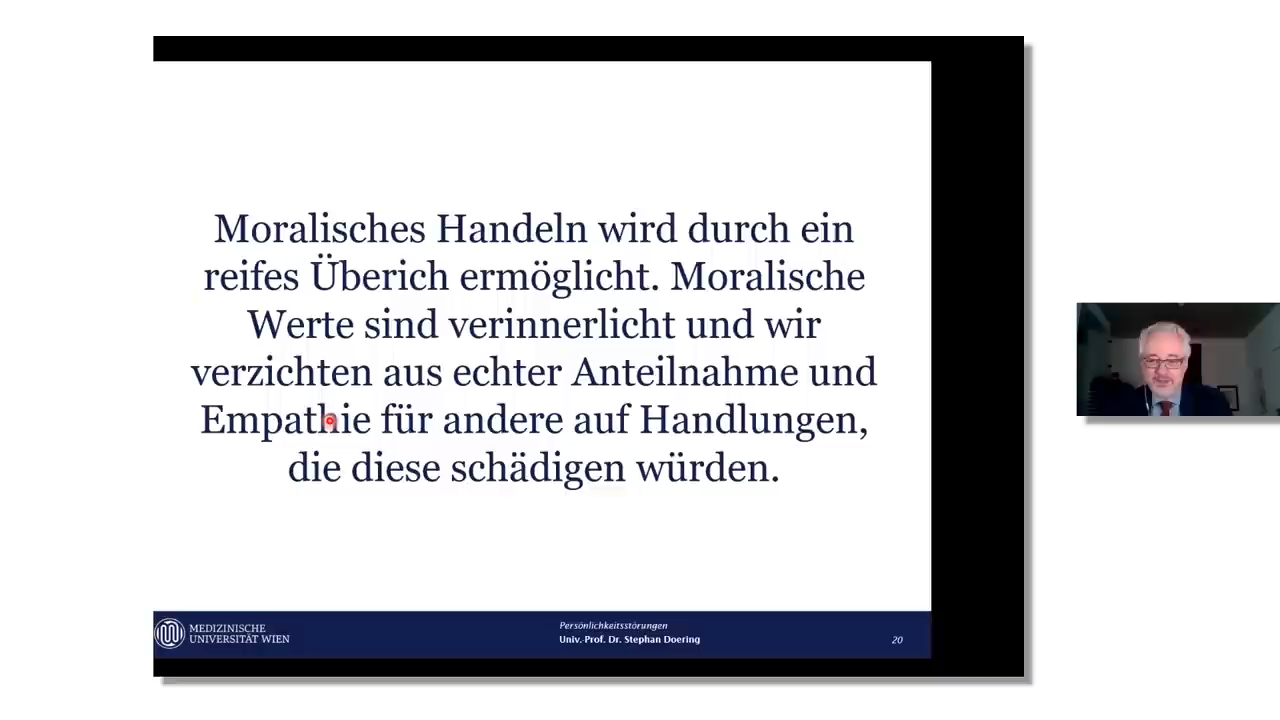 Moralisches Handeln wird durch ein
reifes Überich ermöglicht. Moralische
Werte sind verinnerlicht und wir
verzichten aus echter Anteilnahme und
Empathie für andere auf Handlungen,
die diese schädigen würden.
MEDIZINISCHE
UNIVERSITÄT WIEN
Persönlichkeitsstörungen
Univ. Prof. Dr. Stephan Doering
20